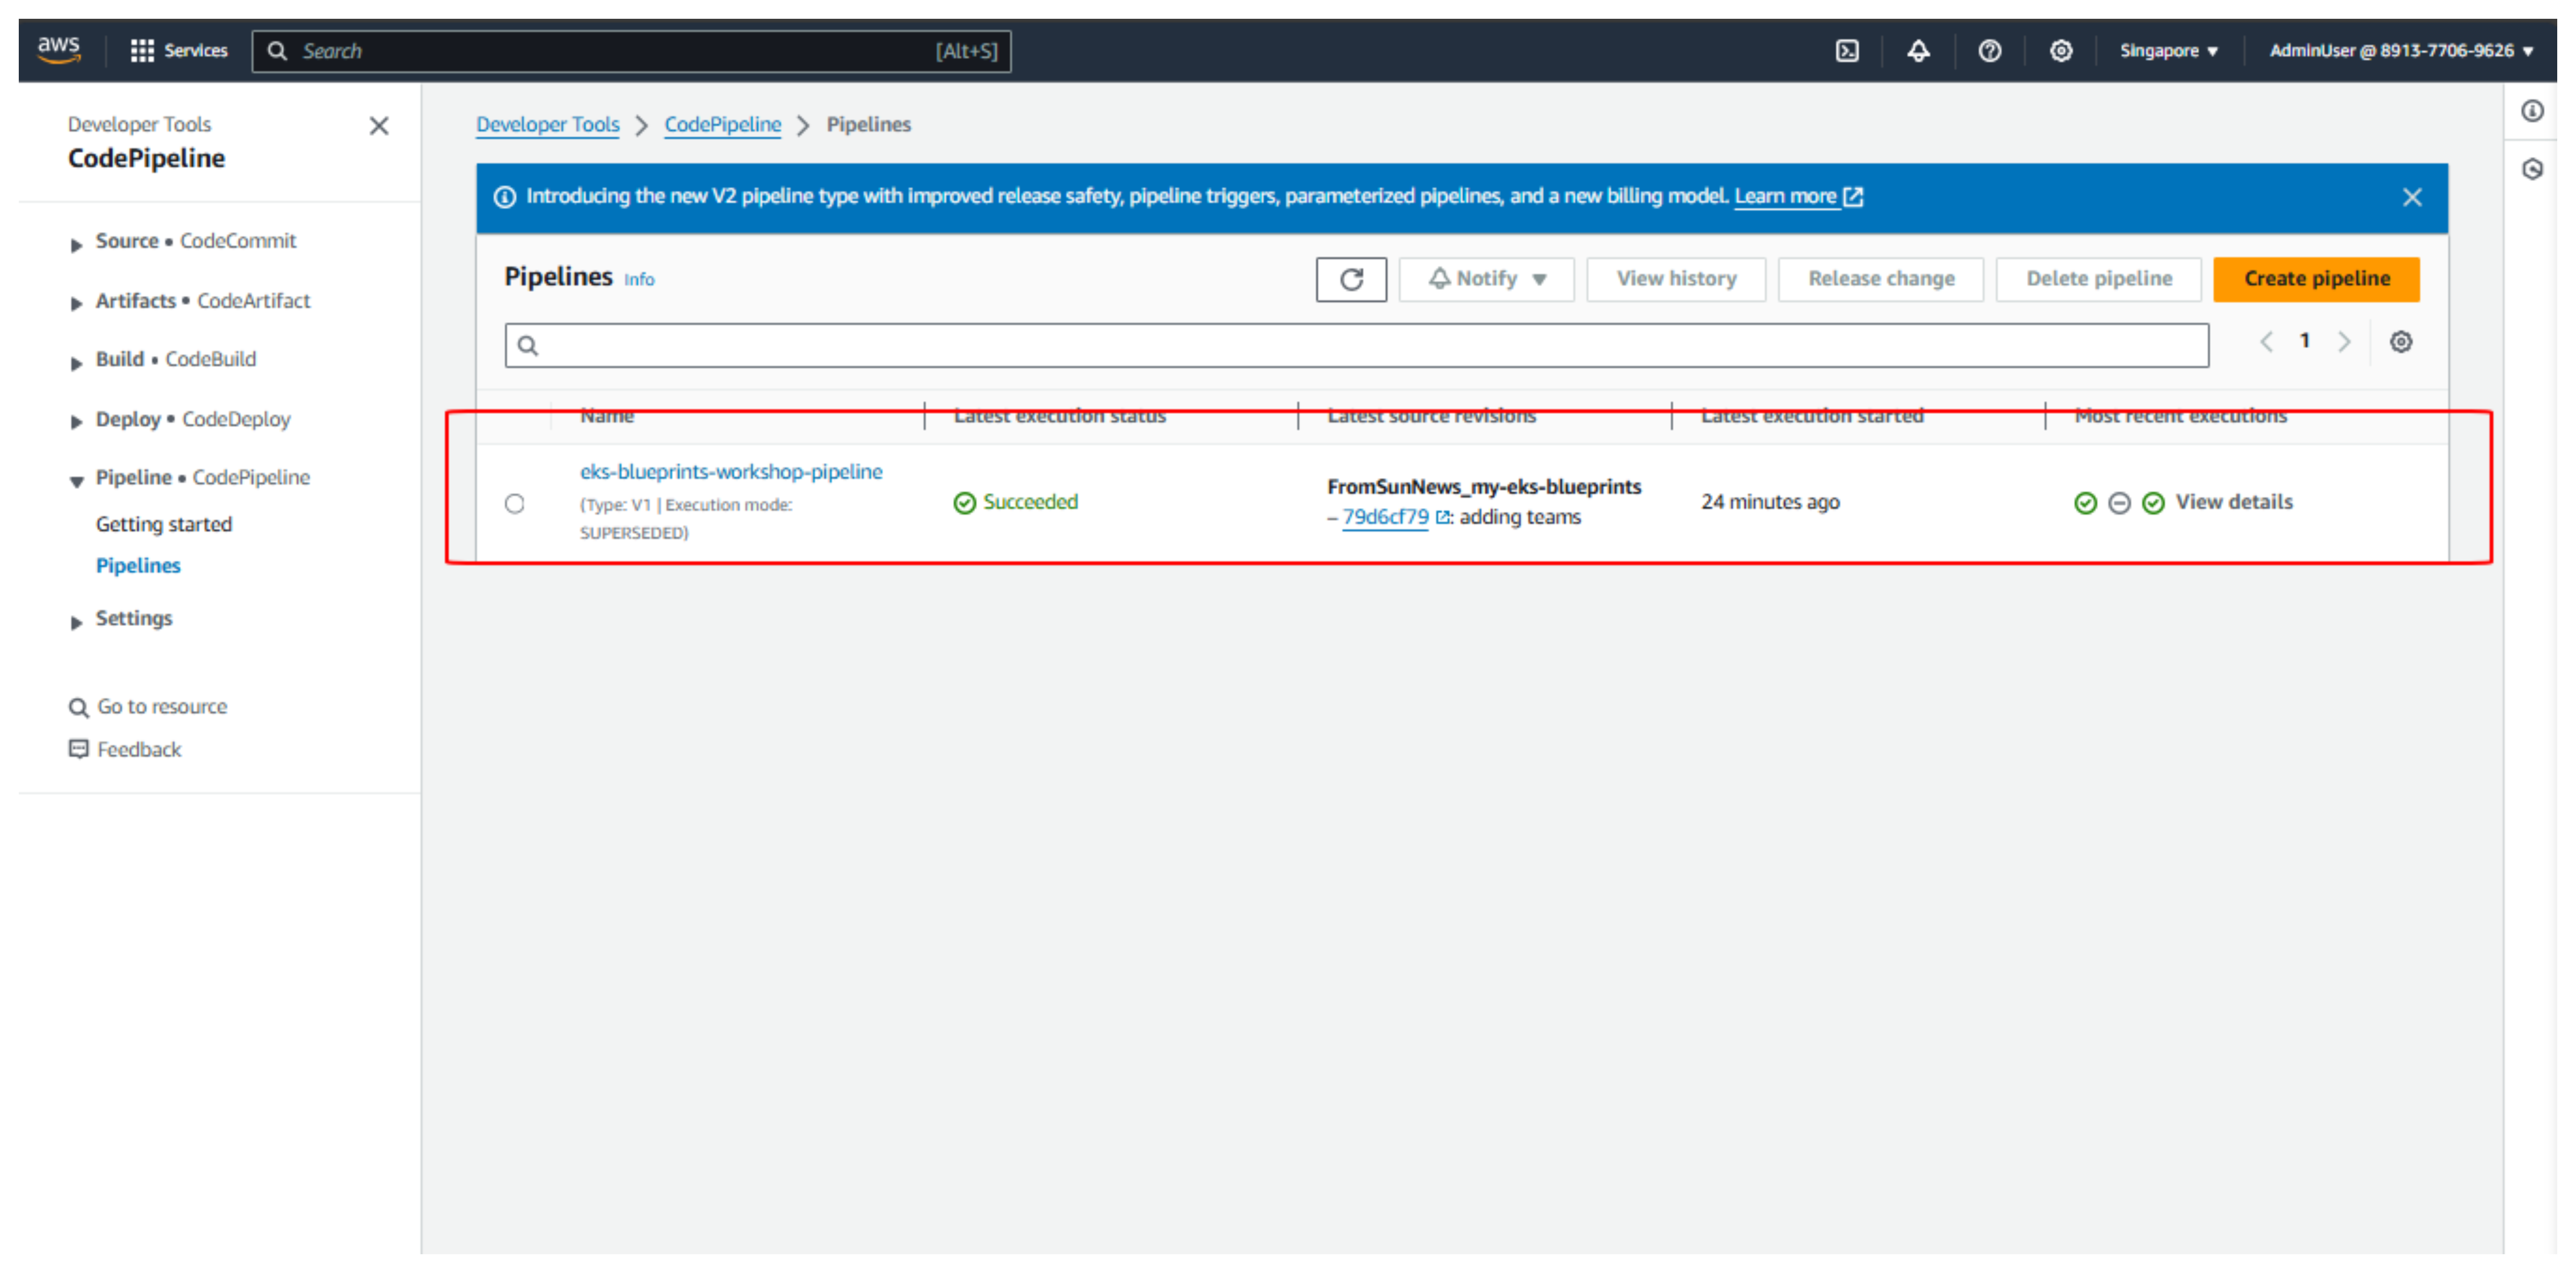 aws Services Search [Alt+S] Singapore ▼ AdminUser @ 8913-7706-9626 ▼
Developer Tools
CodePipeline
Source • CodeCommit
Artifacts • CodeArtifact
Build • CodeBuild
Deploy • CodeDeploy
Pipeline • CodePipeline
Getting started
Pipelines
Settings
Go to resource
Feedback
Developer Tools > CodePipeline > Pipelines
Introducing the new V2 pipeline type with improved release safety, pipeline triggers, parameterized pipelines, and a new billing model. Learn more
Pipelines Info Notify ▼ View history Release change Delete pipeline Create pipeline
< 1 >
Name Latest execution status Latest source revisions Latest execution started Most recent executions
eks-blueprints-workshop-pipeline
(Type: V1 | Execution mode:
SUPERSEDED)
Succeeded
FromSunNews_my-eks-blueprints
– 79d6cf79 : adding teams
24 minutes ago
View details